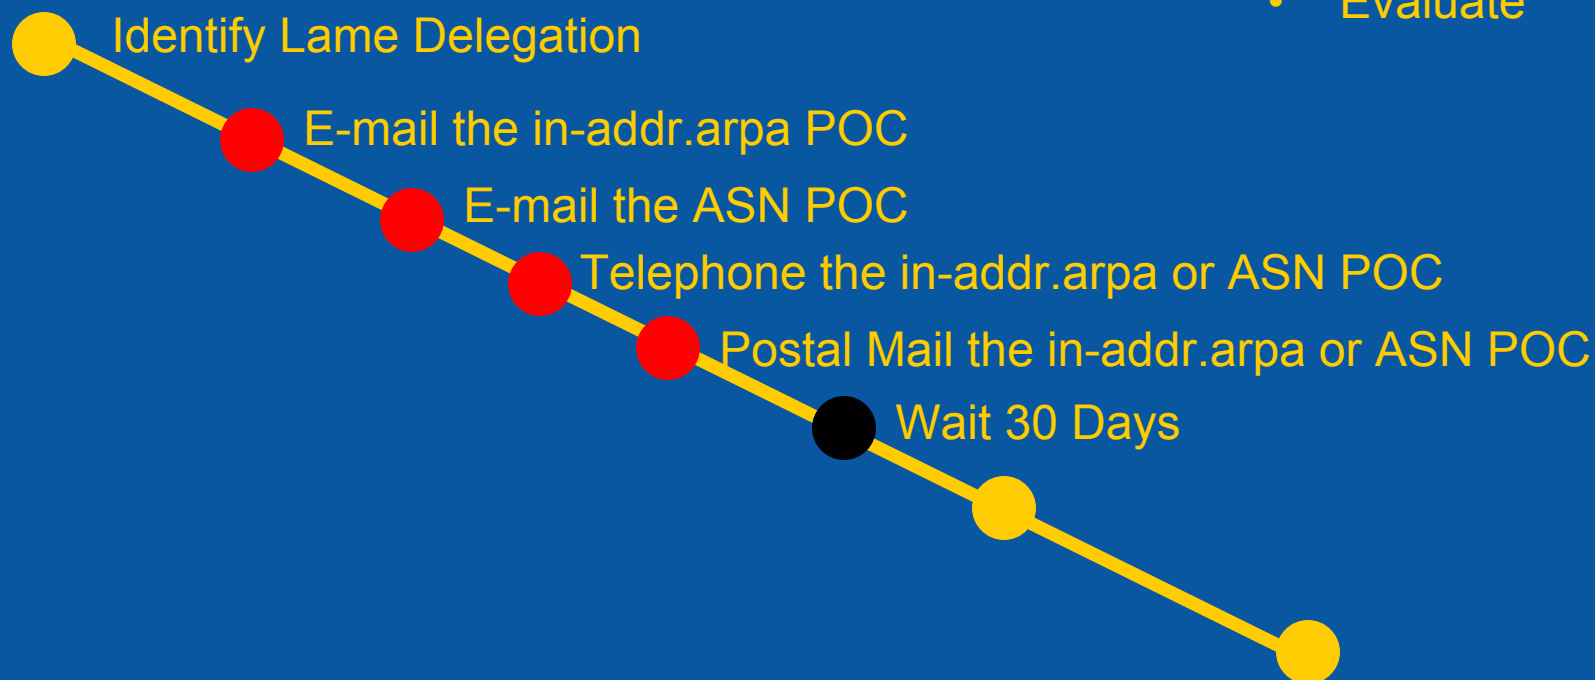 • Evaluate
Identify Lame Delegation
E-mail the in-addr.arpa POC
E-mail the ASN POC
Telephone the in-addr.arpa or ASN POC
Postal Mail the in-addr.arpa or ASN POC
Wait 30 Days